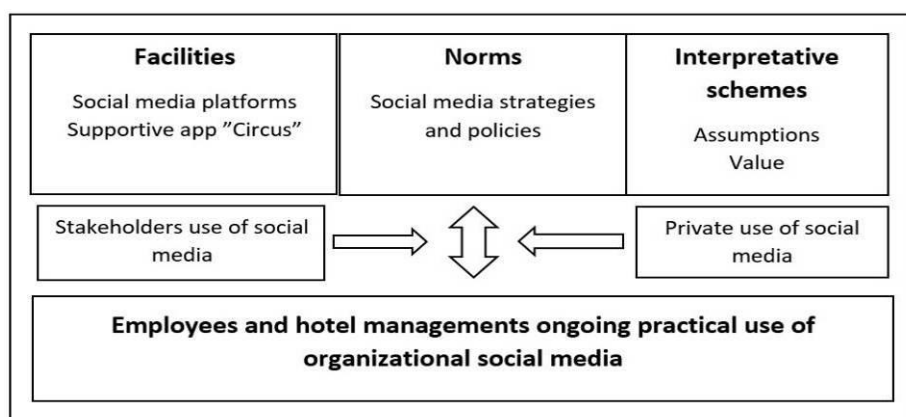 Facilities
Social media platforms
Supportive app ”Circus”
Norms
Social media strategies
and policies
Interpretative
schemes
Assumptions
Value
Stakeholders use of social
media
Private use of social
media
Employees and hotel managements ongoing practical use of
organizational social media